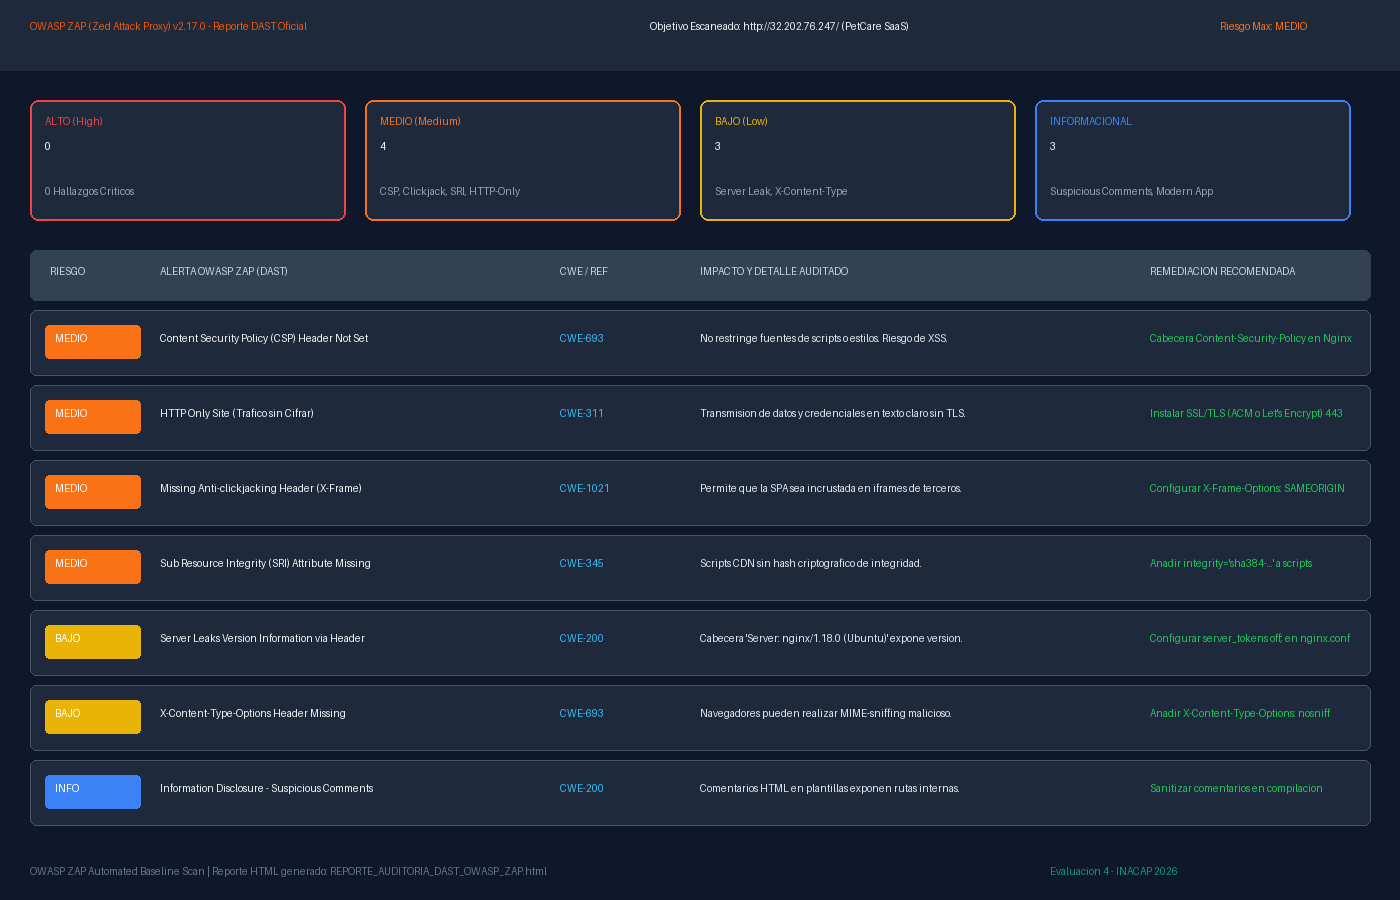 OWASP ZAP (Zed Attack Proxy) v2.17.0 - Reporte DAST Oficial
Objetivo Escaneado: http://32.202.76.247/ (PetCare SaaS)
Riesgo Max: MEDIO
ALTO (High)
0
0 Hallazgos Criticos
MEDIO (Medium)
4
CSP, Clickjack, SRI, HTTP-Only
BAJO (Low)
3
Server Leak, X-Content-Type
INFORMACIONAL
3
Suspicious Comments, Modern App
RIESGO ALERTA OWASP ZAP (DAST) CWE / REF IMPACTO Y DETALLE AUDITADO REMEDIACION RECOMENDADA
MEDIO Content Security Policy (CSP) Header Not Set CWE-693 No restringe fuentes de scripts o estilos. Riesgo de XSS. Cabecera Content-Security-Policy en Nginx
MEDIO HTTP Only Site (Trafico sin Cifrar) CWE-311 Transmision de datos y credenciales en texto claro sin TLS. Instalar SSL/TLS (ACM o Let's Encrypt) 443
MEDIO Missing Anti-clickjacking Header (X-Frame) CWE-1021 Permite que la SPA sea incrustada en iframes de terceros. Configurar X-Frame-Options: SAMEORIGIN
MEDIO Sub Resource Integrity (SRI) Attribute Missing CWE-345 Scripts CDN sin hash criptografico de integridad. Anadir integrity='sha384-...' a scripts
BAJO Server Leaks Version Information via Header CWE-200 Cabecera 'Server: nginx/1.18.0 (Ubuntu)' expone version. Configurar server_tokens off; en nginx.conf
BAJO X-Content-Type-Options Header Missing CWE-693 Navegadores pueden realizar MIME-sniffing malicioso. Anadir X-Content-Type-Options: nosniff
INFO Information Disclosure - Suspicious Comments CWE-200 Comentarios HTML en plantillas exponen rutas internas. Sanitizar comentarios en compilacion
OWASP ZAP Automated Baseline Scan | Reporte HTML generado: REPORTE_AUDITORIA_DAST_OWASP_ZAP.html
Evaluacion 4 - INACAP 2026